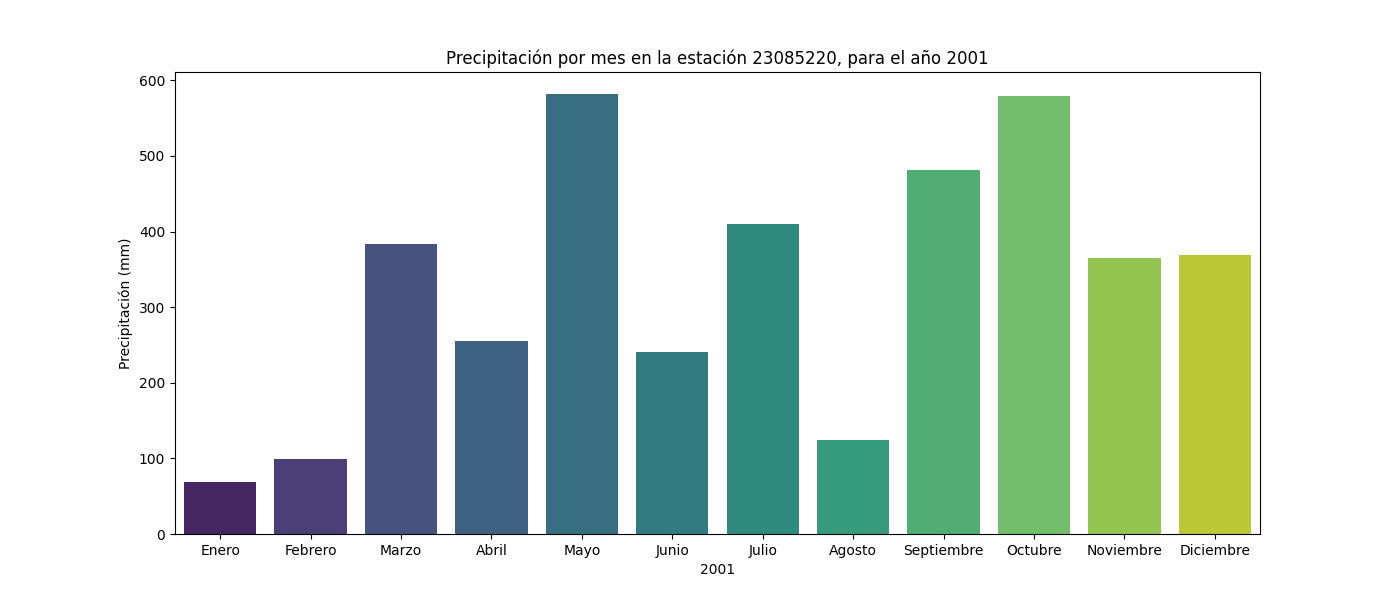 Precipitación por mes en la estación 23085220, para el año 2001
600
500
400
300
200
100
0
Precipitación (mm)
Enero Febrero Marzo Abril Mayo Junio Julio Agosto Septiembre Octubre Noviembre Diciembre
2001